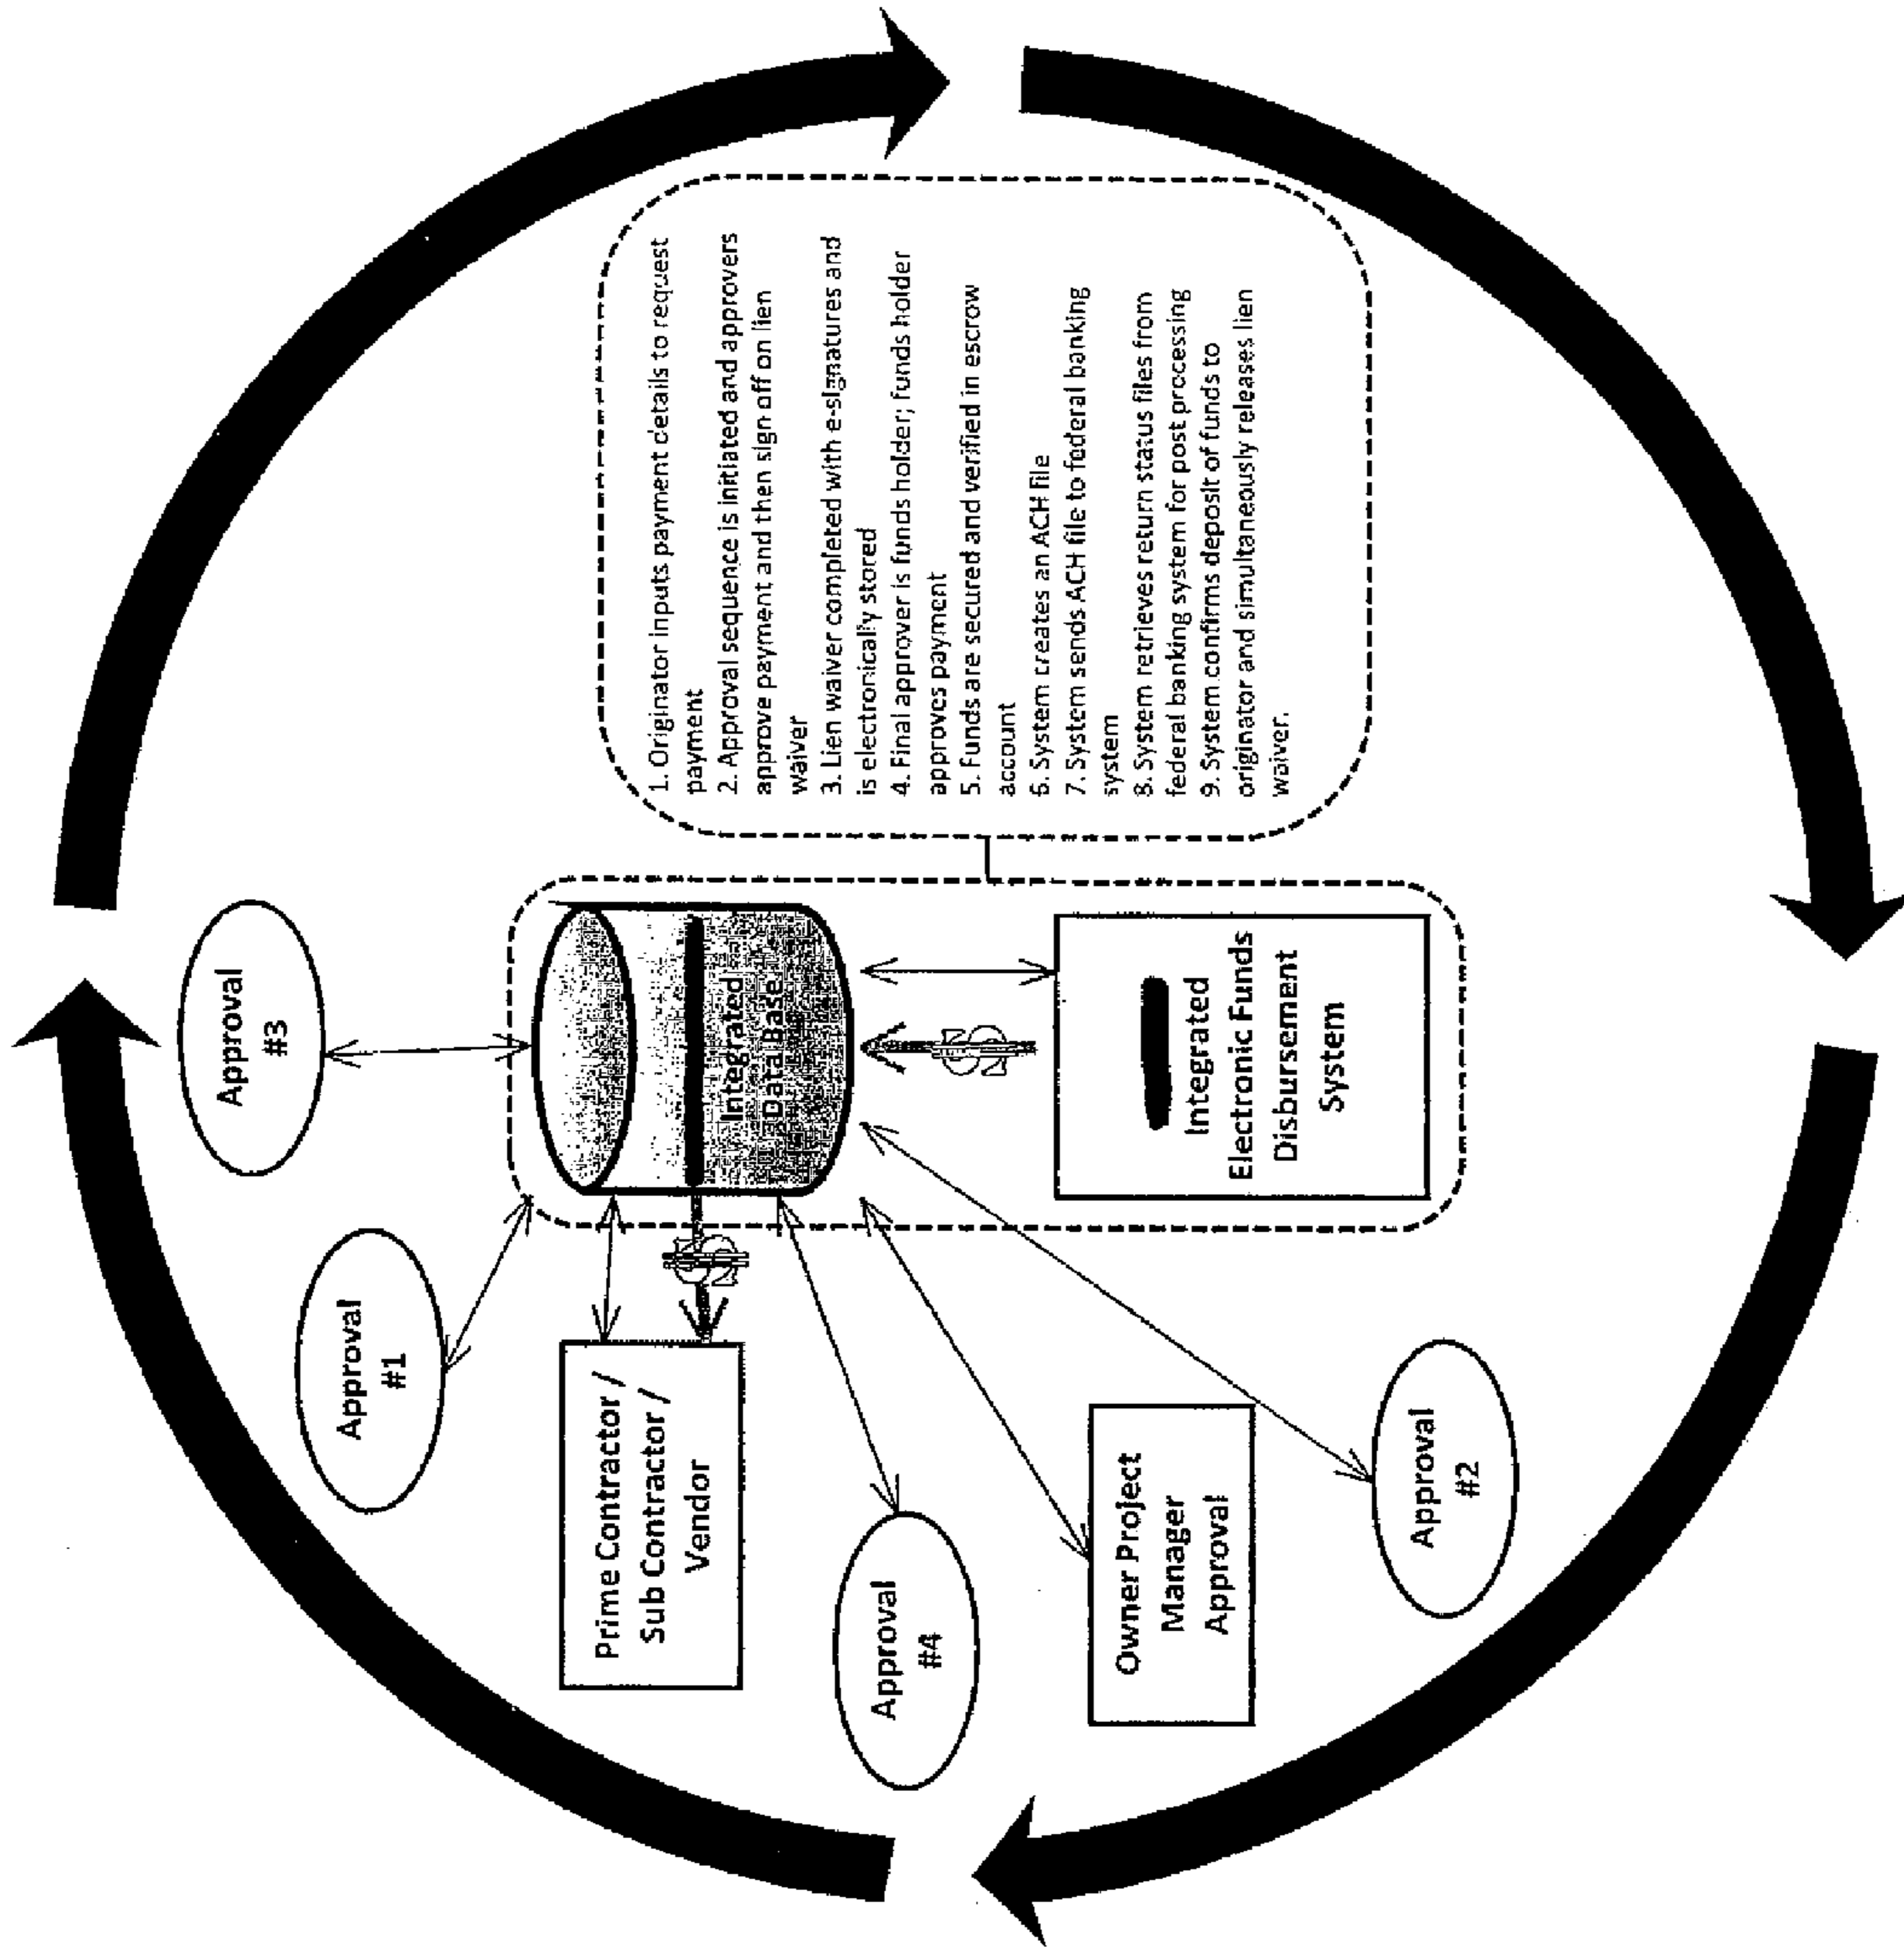 Approval
#3
Approval
#1
Prime Contractor /
Sub Contractor /
Vendor
Approval
#4
Owner Project
Manager
Approval
Approval
#2
Integrated
Data Base
$
$
Integrated
Electronic Funds
Disbursement
System
1. Originator inputs payment details to request
payment
2. Approval sequence is initiated and approvers
approve payment and then sign off on lien
waiver
3. Lien waiver completed with e-signatures and
is electronically stored
4. Final approver is funds holder; funds holder
approves payment
5. Funds are secured and verified in escrow
account
6. System creates an ACH file
7. System sends ACH file to federal banking
system
8. System retrieves return status files from
federal banking system for post processing
9. System confirms deposit of funds to
originator and simultaneously releases lien
waiver.